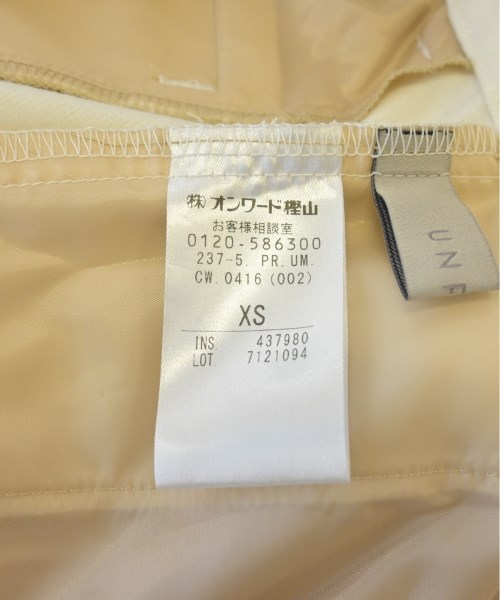 ㈱オンワード樫山
お客様相談室
0120-586300
237-5. PR. UM.
CW. 0416 (002)
XS
INS. 437980
LOT. 7121094
UNF